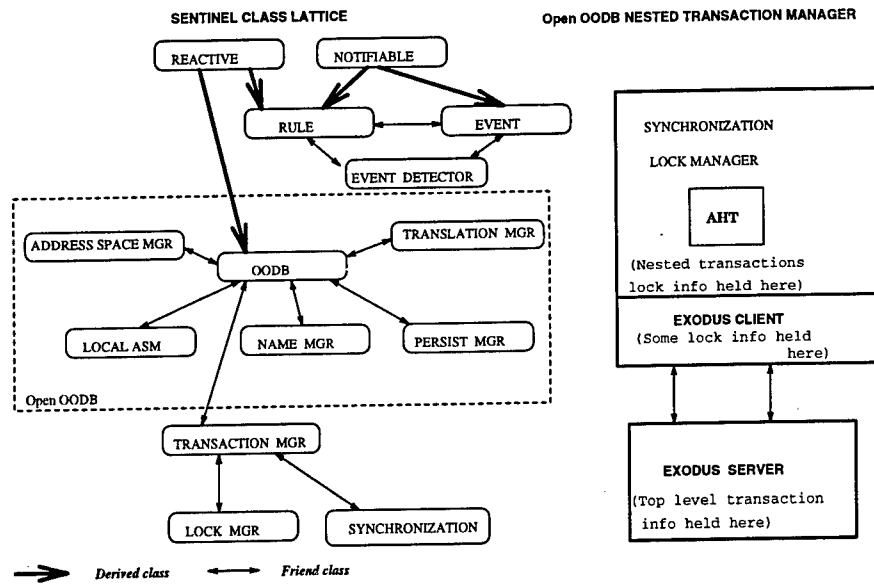 SENTINEL CLASS LATTICE
REACTIVE
NOTIFIABLE
RULE
EVENT
EVENT DETECTOR
ADDRESS SPACE MGR
TRANSLATION MGR
OODB
LOCAL ASM
NAME MGR
PERSIST MGR
Open OODB
TRANSACTION MGR
LOCK MGR
SYNCHRONIZATION
Derived class
Friend class
Open OODB NESTED TRANSACTION MANAGER
SYNCHRONIZATION
LOCK MANAGER
AHT
(Nested transactions
lock info held here)
EXODUS CLIENT
(Some lock info held
here)
EXODUS SERVER
(Top level transaction
info held here)